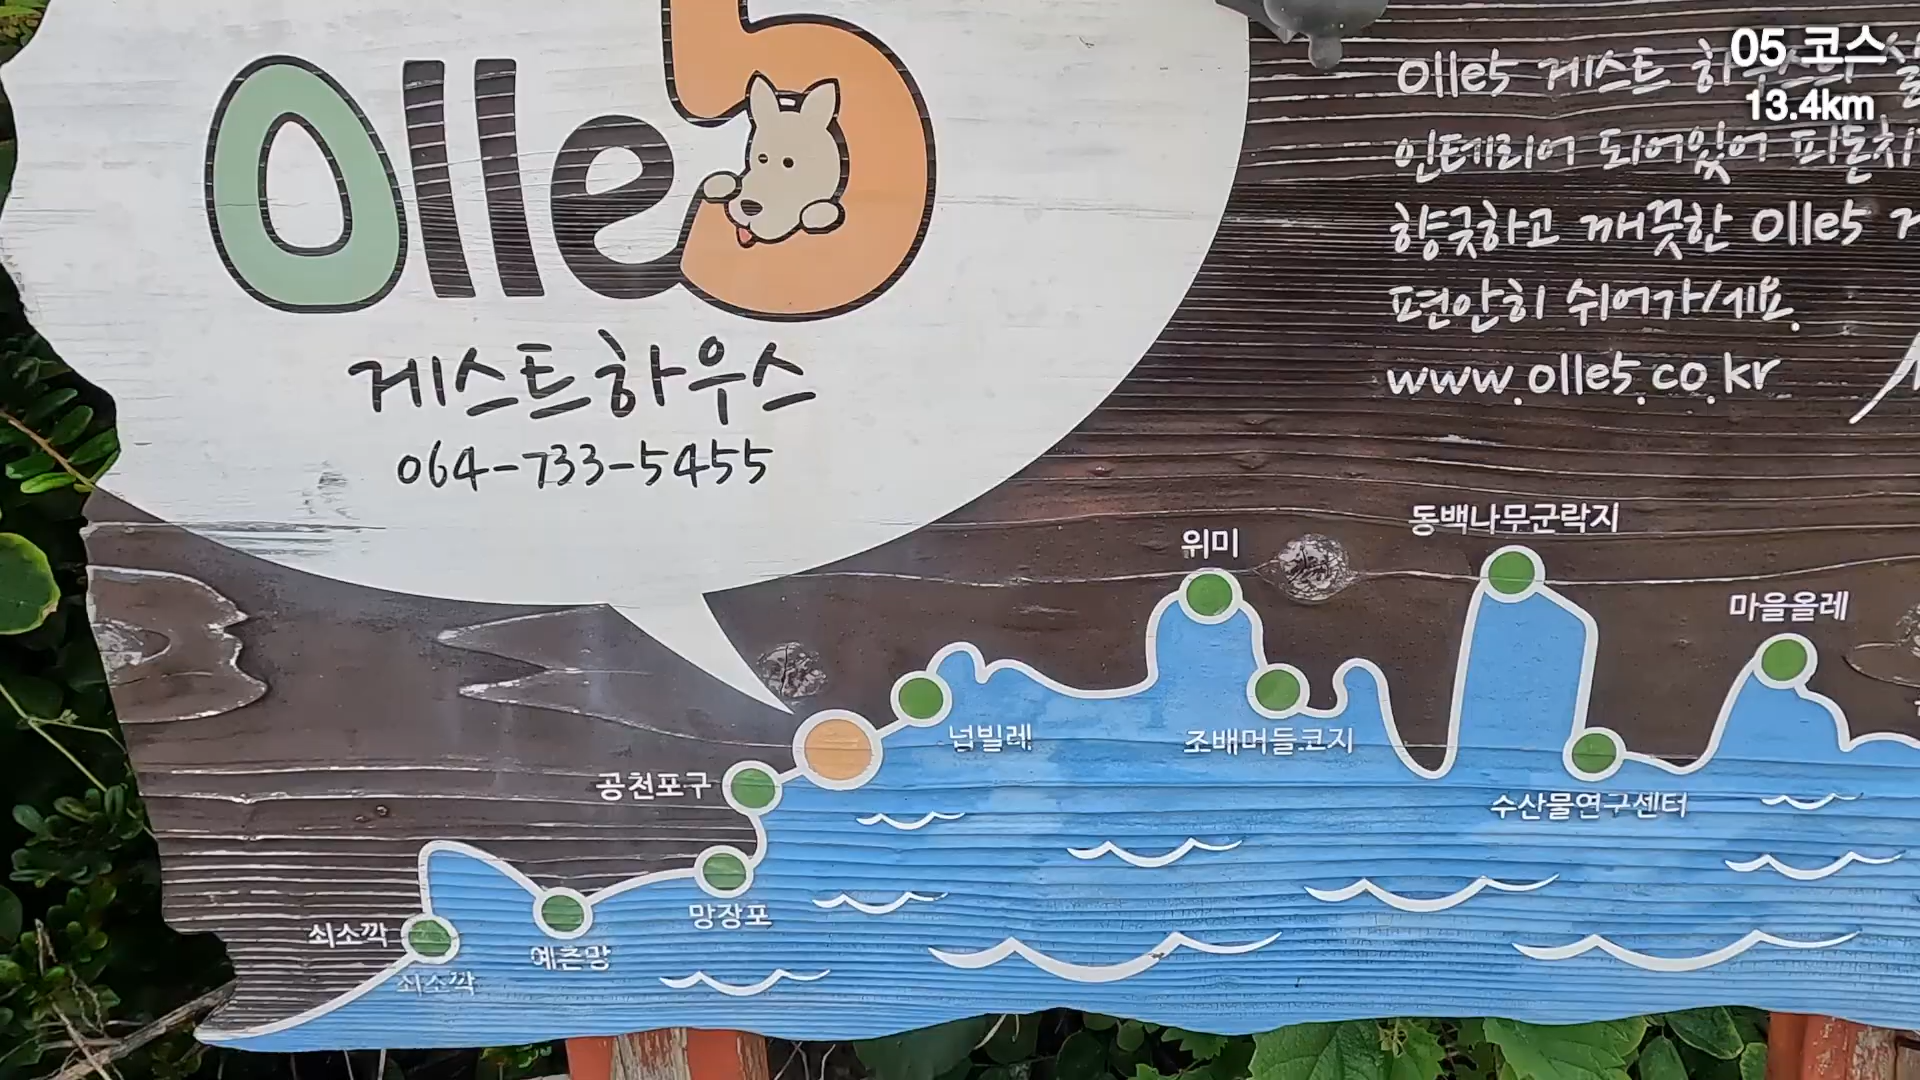 Olle5
게스트하우스
064-733-5455
05 코스
13.4km
Olle5 게스트
인테리어 되어있어 피톤치
향긋하고 깨끗한 Olle5
편안히 쉬어가세요.
www.olle5.co.kr
동백나무군락지
위미
마을올레
넙빌레
조배머들코지
공천포구
수산물연구센터
망장포
쇠소깍
예촌망
쇠소깍